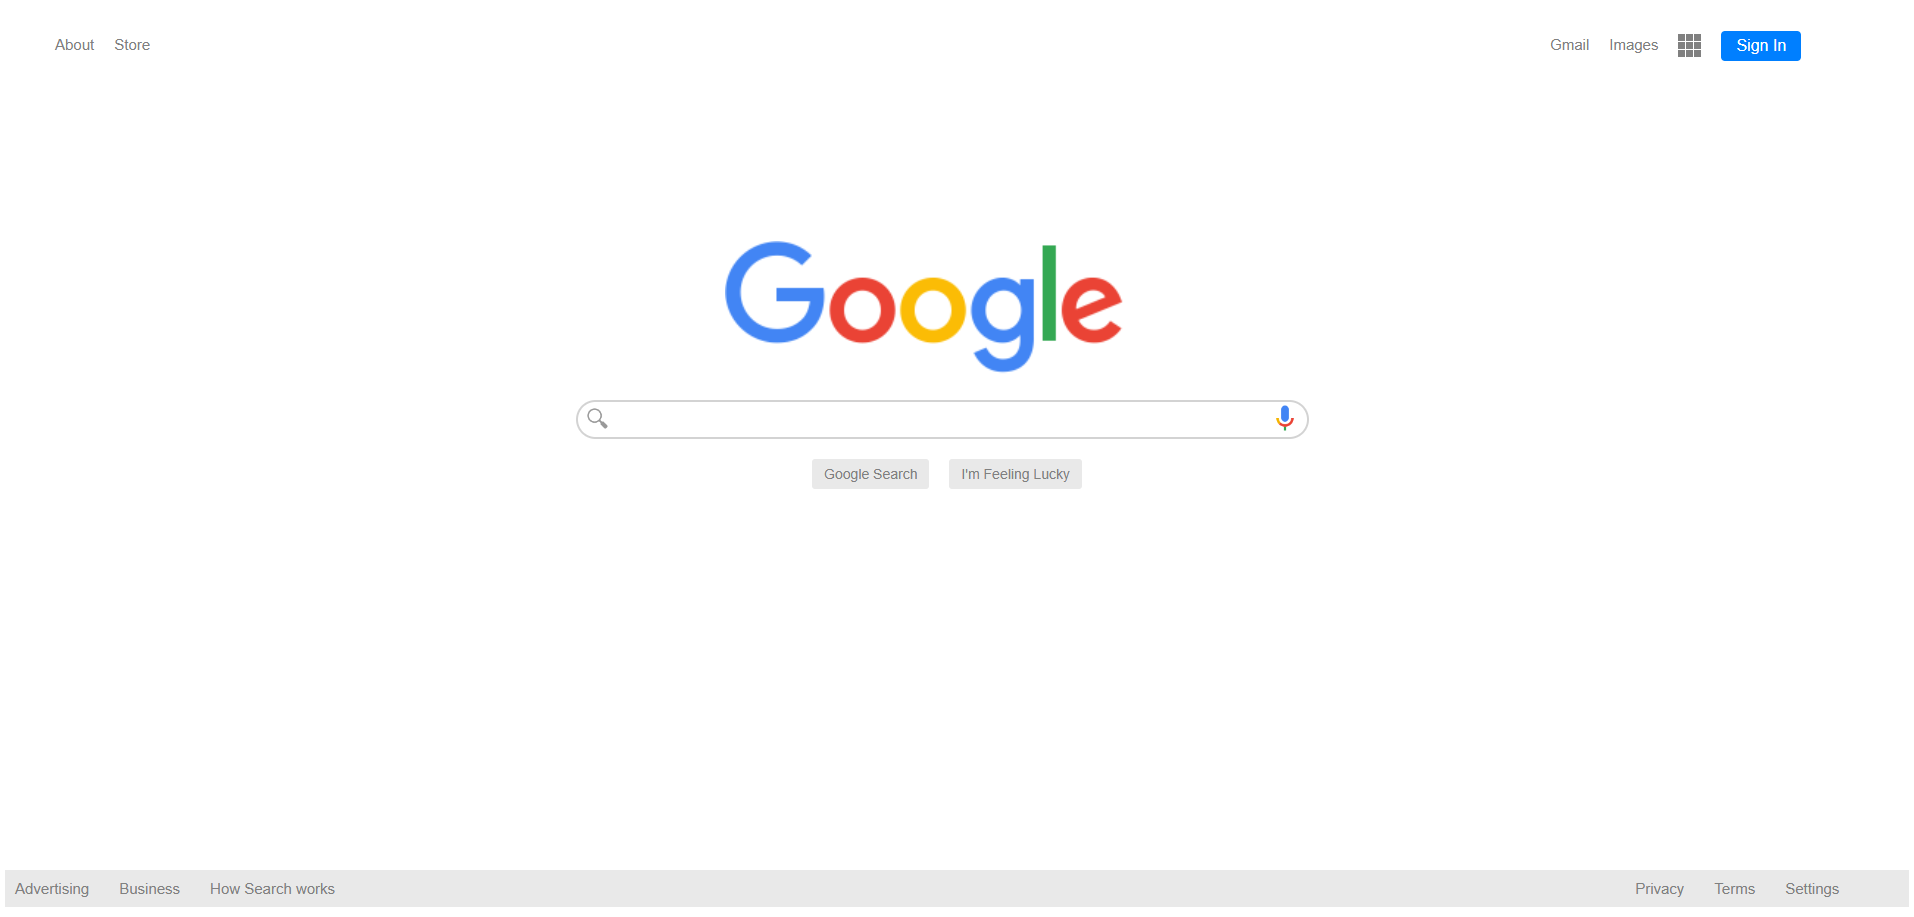 About Store Gmail Images Sign In
Google
Google Search I'm Feeling Lucky
Advertising Business How Search works Privacy Terms Settings